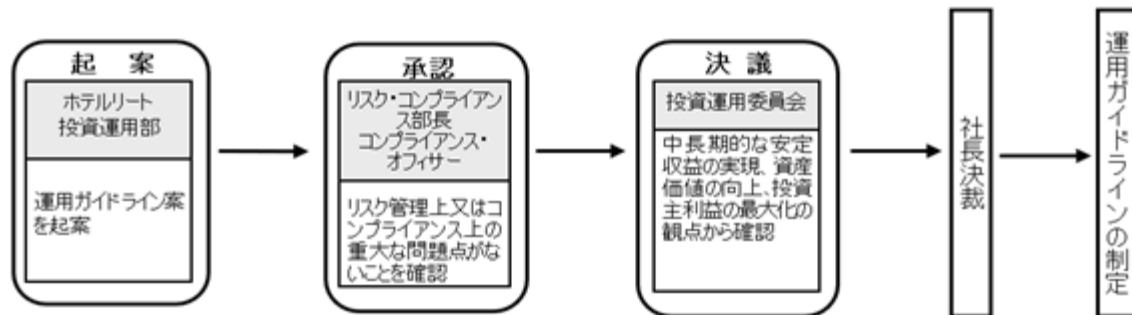 起 案
ホテルリート
投資運用部
運用ガイドライン案
を起案
承認
リスク・コンプライアン
ス部長
コンプライアンス・
オフィサー
リスク管理上又はコ
ンプライアンス上の
重大な問題点がな
いことを確認
決 議
投資運用委員会
中長期的な安定
収益の実現、資産
価値の向上、投資
主利益の最大化の
観点から確認
社長決裁
運用ガイドラインの制定